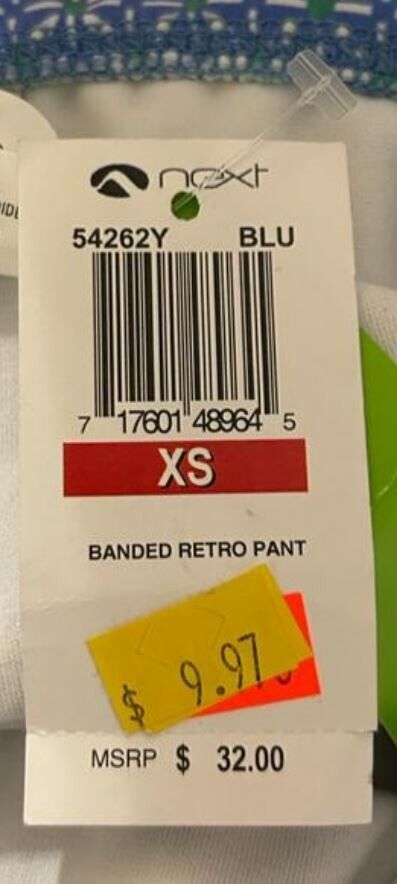 next
54262Y BLU
7 17601 48964 5
XS
BANDED RETRO PANT
$ 9.97
MSRP $ 32.00